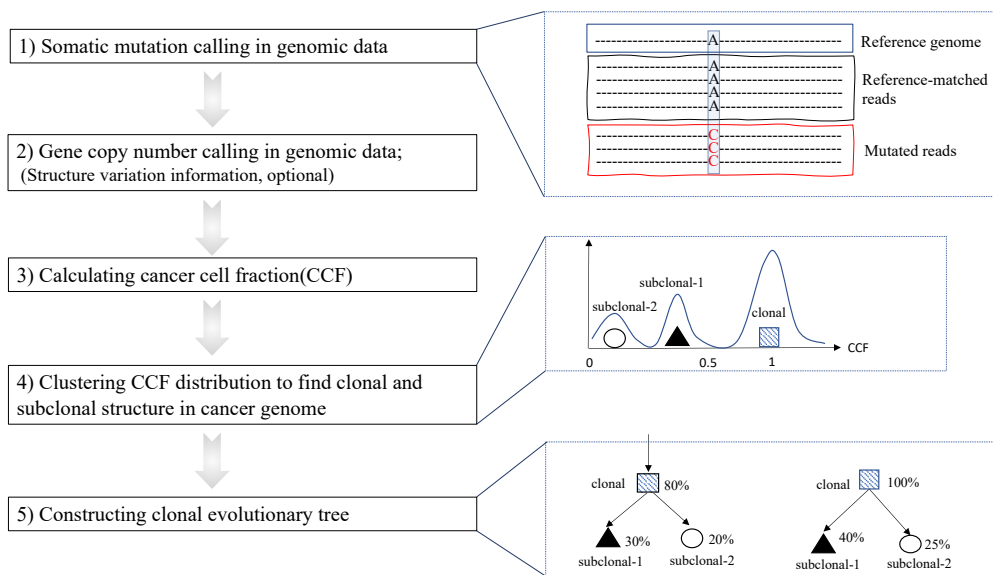 1) Somatic mutation calling in genomic data
2) Gene copy number calling in genomic data;
(Structure variation information, optional)
3) Calculating cancer cell fraction(CCF)
4) Clustering CCF distribution to find clonal and
subclonal structure in cancer genome
5) Constructing clonal evolutionary tree
A
Reference genome
A
A
A
A
Reference-matched
reads
C
C
C
Mutated reads
subclonal-2
subclonal-1
clonal
CCF
0
0.5
1
clonal
80%
30%
20%
subclonal-1
subclonal-2
clonal
100%
40%
25%
subclonal-1
subclonal-2